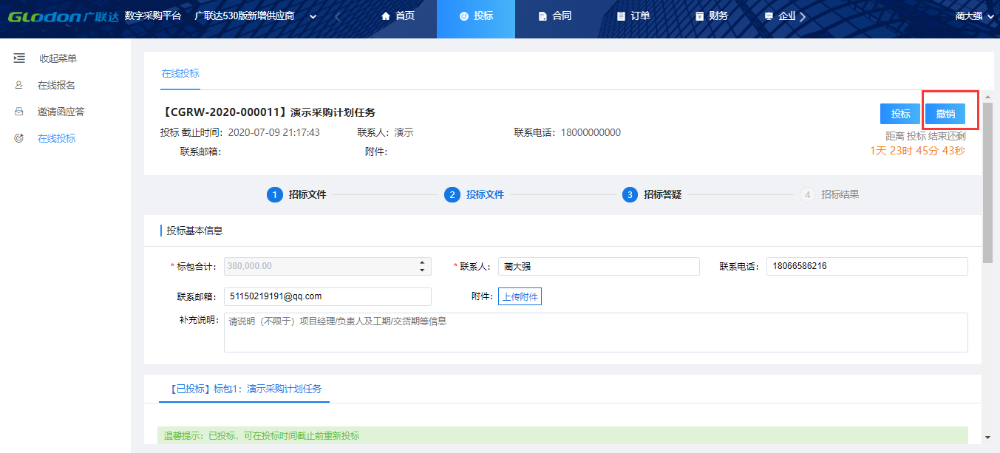 GLodon广联达 数字采购平台 广联达530版新增供应商 首页 投标 合同 订单 财务 企业 蔺大强
收起菜单
在线报名
邀请函应答
在线投标
在线投标
【CGRW-2020-000011】演示采购计划任务
投标 撤销
投标 截止时间：2020-07-09 21:17:43 联系人：演示 联系电话：18000000000
距离 投标 结束还剩
联系邮箱： 附件：
1天 23时 45分 43秒
1 招标文件 2 投标文件 3 招标答疑 4 招标结果
投标基本信息
* 标包合计： 380,000.00 * 联系人： 蔺大强 联系电话： 18066586216
联系邮箱： 51150219191@qq.com 附件： 上传附件
补充说明： 请说明（不限于）项目经理/负责人及工期/交货期等信息
【已投标】标包1：演示采购计划任务
温馨提示：已投标，可在投标时间截止前重新投标